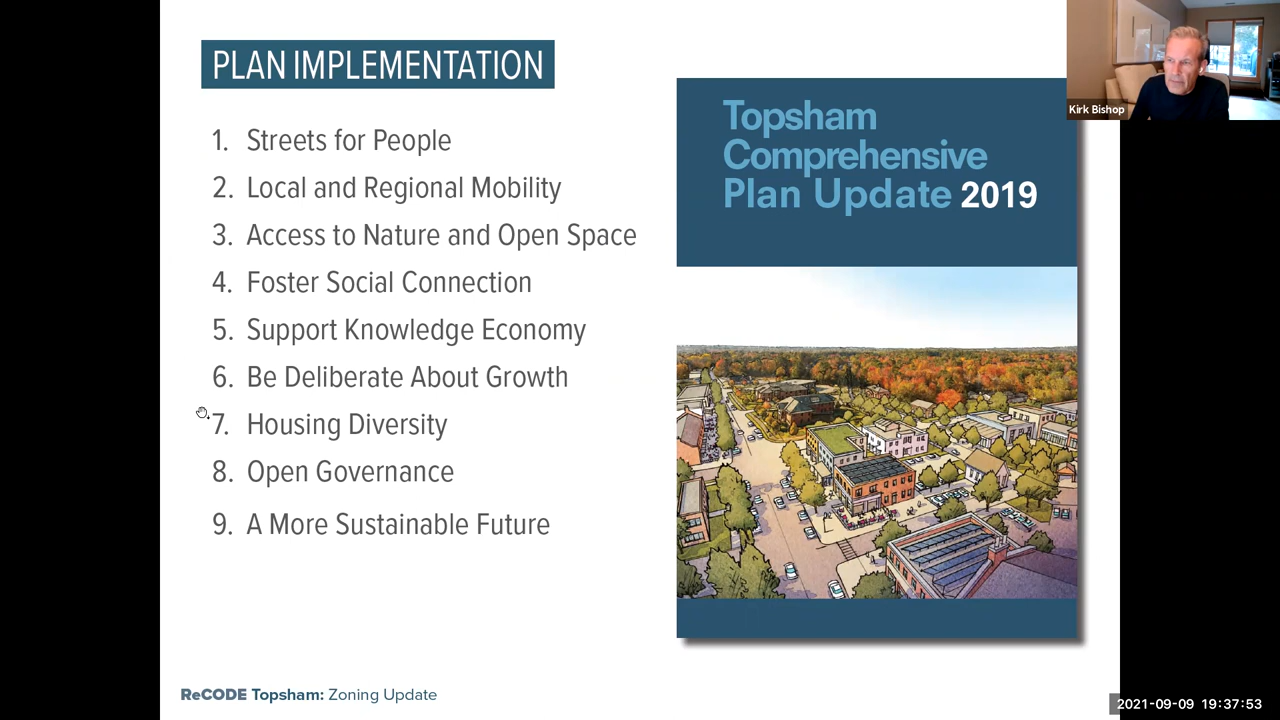 PLAN IMPLEMENTATION
1. Streets for People
2. Local and Regional Mobility
3. Access to Nature and Open Space
4. Foster Social Connection
5. Support Knowledge Economy
6. Be Deliberate About Growth
7. Housing Diversity
8. Open Governance
9. A More Sustainable Future
Topsham
Comprehensive
Plan Update 2019
Kirk Bishop
ReCODE Topsham: Zoning Update
2021-09-09 19:37:53